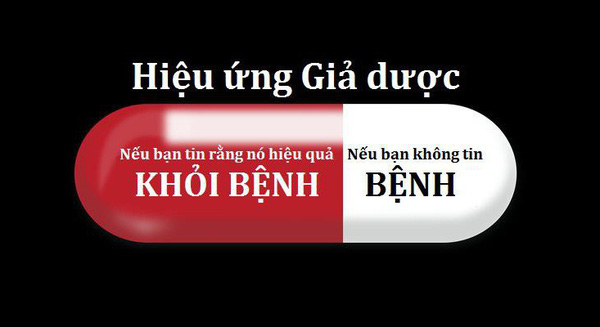 Hiệu ứng Giả dược
Nếu bạn tin rằng nó hiệu quả
KHỎI BỆNH
Nếu bạn không tin
BỆNH